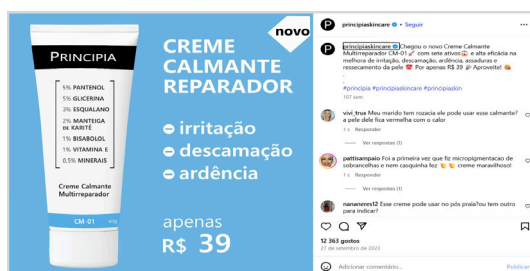 novo
CREME
CALMANTE
REPARADOR
irritação
descamação
ardência
apenas
R$ 39
PRINCIPIA
5% PANTENOL
5% GLICERINA
3% ESQUALANO
2% MANTEIGA
DE KARITÉ
1% BISABOLOL
1% VITAMINA E
0,5% MINERAIS
Creme Calmante
Multirreparador
CM-01
principiaskincare • Seguir
principiaskincare Chegou o novo Creme Calmante
Multirreparador CM-01 com sete ativos e alta eficácia na
melhora de irritação, descamação, ardência, assaduras e
ressecamento da pele Por apenas R$ 39 Aproveite!
.
.
#principia #principiaskincare #principiaskin
107 sem
vivi_trus Meu marido tem rizaçea ele pode usar esse calmante?
a pele dele fica vermelha com o calor
1 s Responder
Ver respostas (1)
pattisampaio Foi a primeira vez que fiz micropigmentacao de
sobrancelhas e nem casquinha fez creme maravilhoso!
1 s Responder
Ver respostas (1)
nananeres12 Esse creme pode usar no pós praia?ou tem outro
para indicar?
12 363 gostos
27 de setembro de 2023
Adicionar comentário...
Publicar